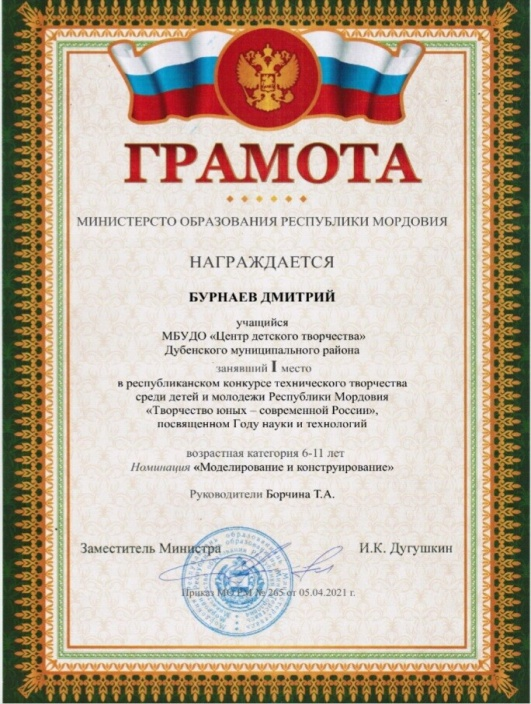 ГРАМОТА
МИНИСТЕРСТО ОБРАЗОВАНИЯ РЕСПУБЛИКИ МОРДОВИЯ
НАГРАЖДАЕТСЯ
БУРНАЕВ ДМИТРИЙ
учащийся
МБУДО «Центр детского творчества»
Дубенского муниципального района
занявший I место
в республиканском конкурсе технического творчества
среди детей и молодежи Республики Мордовия
«Творчество юных – современной России»,
посвященном Году науки и технологий
возрастная категория 6-11 лет
Номинация «Моделирование и конструирование»
Руководители Борчина Т.А.
Заместитель Министра И.К. Дугушкин
Приказ МО РМ № 265 от 05.04.2021 г.